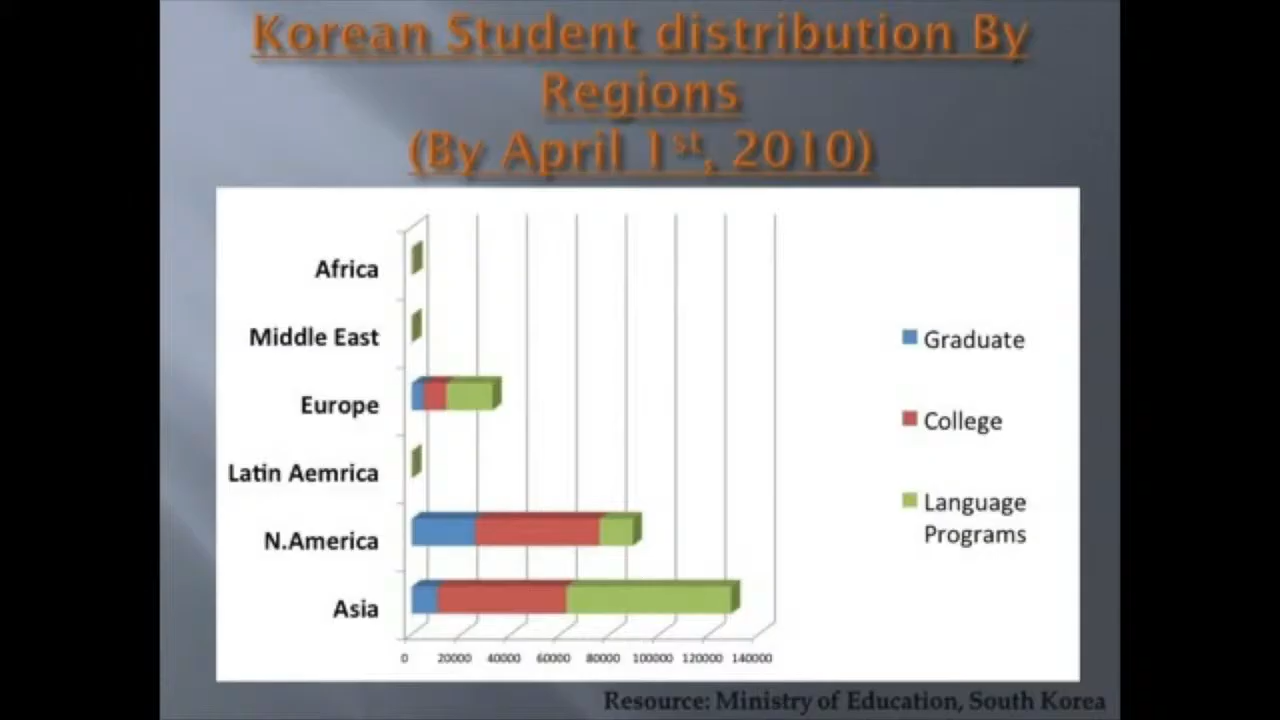 Korean Student distribution By
Regions
(By April 1st, 2010)
Africa
Middle East
Europe
Latin Aemrica
N.America
Asia
0 20000 40000 60000 80000 100000 120000 140000
Graduate
College
Language
Programs
Resource: Ministry of Education, South Korea